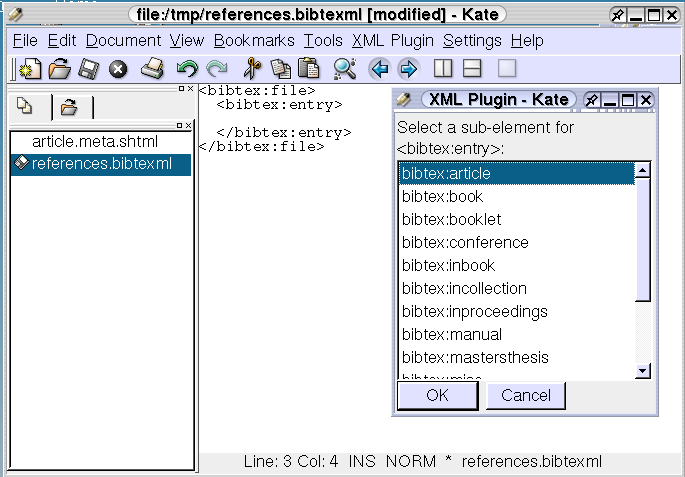 file:/tmp/references.bibtexml [modified] - Kate
File Edit Document View Bookmarks Tools XML Plugin Settings Help
article.meta.shtml
references.bibtexml
<bibtex:file>
<bibtex:entry>
</bibtex:entry>
</bibtex:file>
XML Plugin - Kate
Select a sub-element for
<bibtex:entry>:
bibtex:article
bibtex:book
bibtex:booklet
bibtex:conference
bibtex:inbook
bibtex:incollection
bibtex:inproceedings
bibtex:manual
bibtex:mastersthesis
bibtex:misc
OK Cancel
Line: 3 Col: 4 INS NORM * references.bibtexml